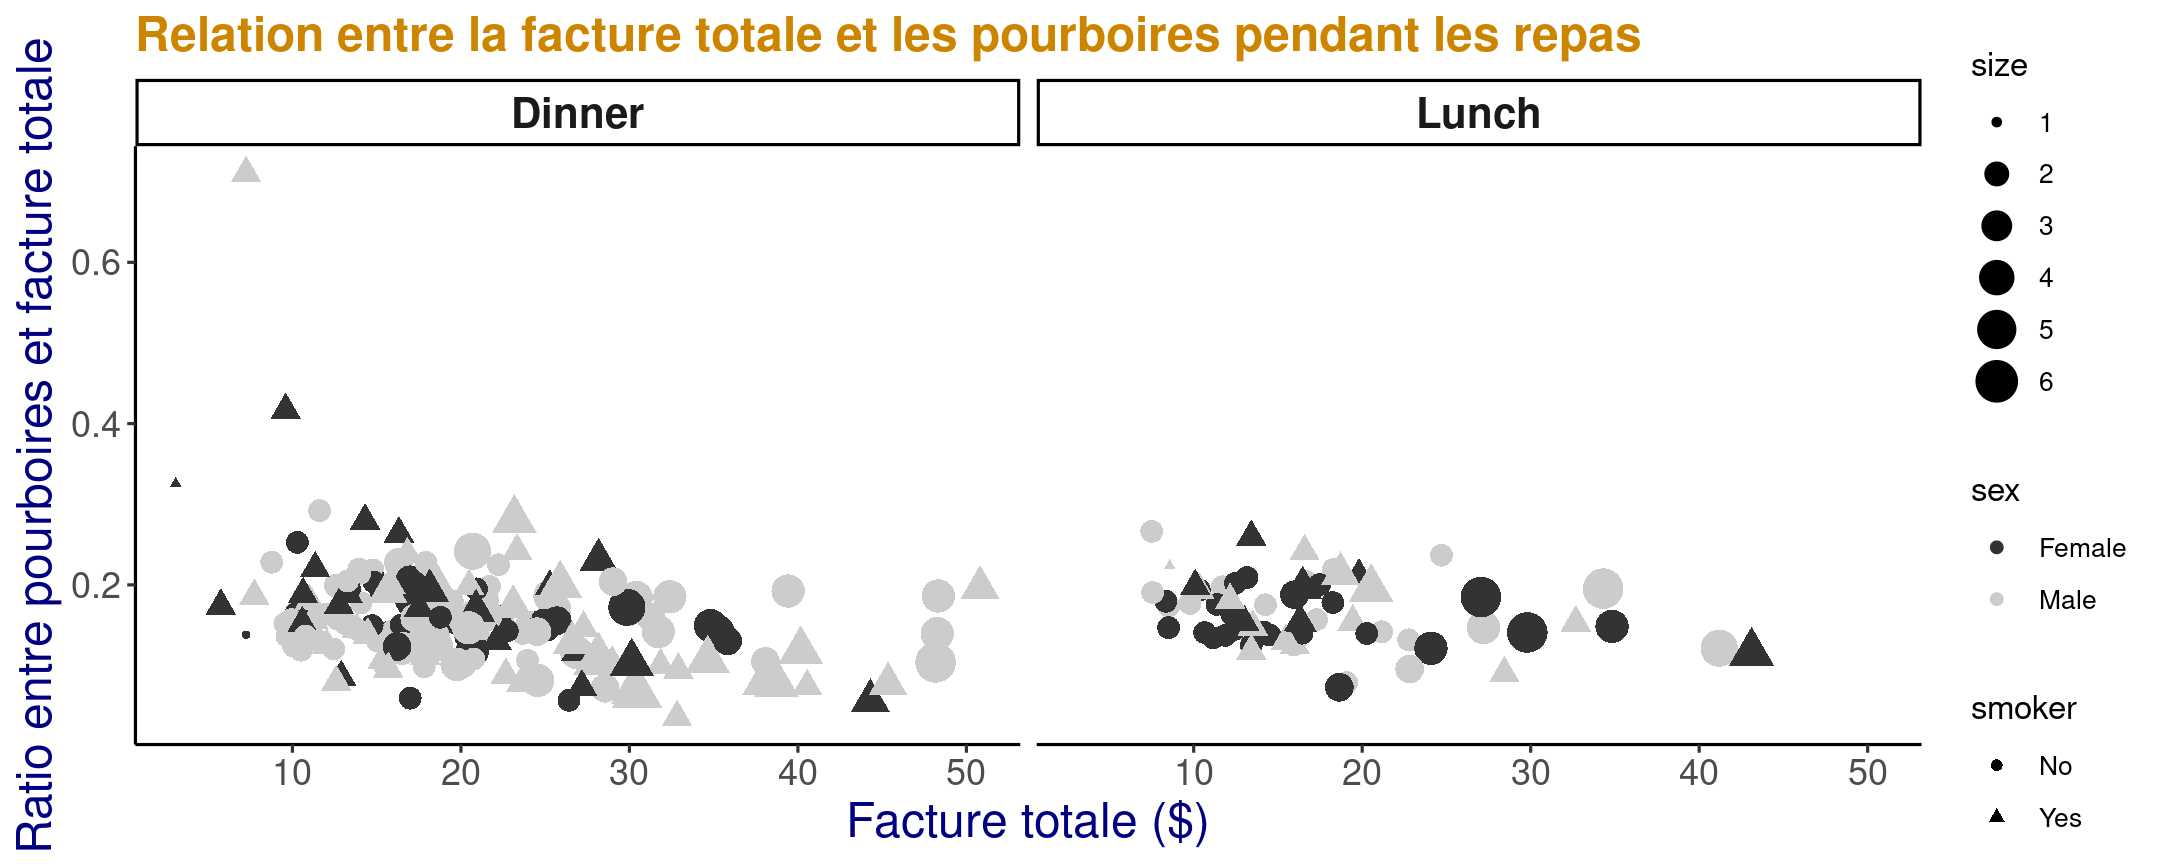 Relation entre la facture totale et les pourboires pendant les repas
Dinner
Lunch
Ratio entre pourboires et facture totale
0.6
0.4
0.2
10
20
30
40
50
10
20
30
40
50
Facture totale ($)
size
1
2
3
4
5
6
sex
Female
Male
smoker
No
Yes